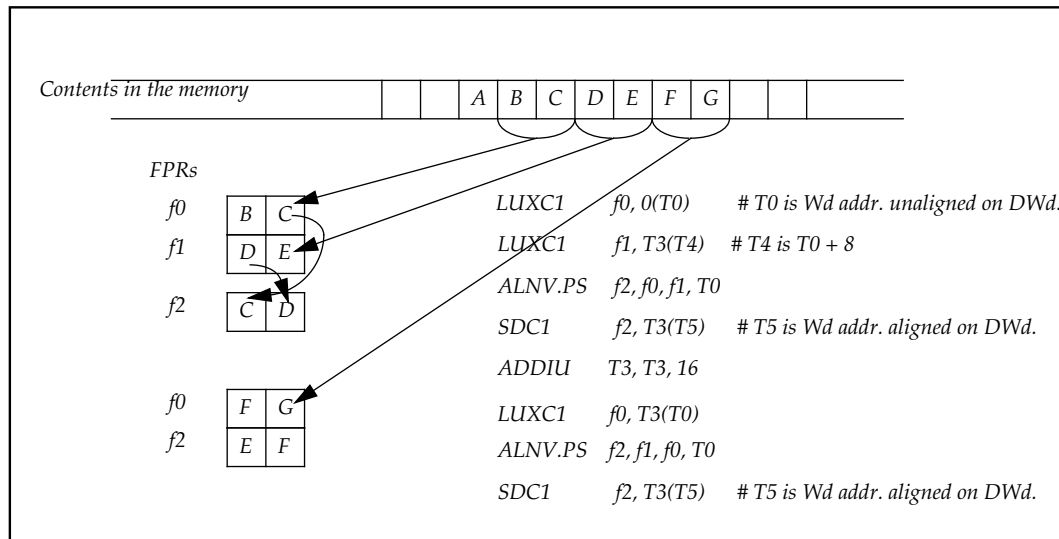 Contents in the memory
A B C D E F G
FPRs
f0 B C
f1 D E
f2 C D
f0 F G
f2 E F
LUXC1 f0, 0(T0) # T0 is Wd addr. unaligned on DWd.
LUXC1 f1, T3(T4) # T4 is T0 + 8
ALNV.PS f2, f0, f1, T0
SDC1 f2, T3(T5) # T5 is Wd addr. aligned on DWd.
ADDIU T3, T3, 16
LUXC1 f0, T3(T0)
ALNV.PS f2, f1, f0, T0
SDC1 f2, T3(T5) # T5 is Wd addr. aligned on DWd.